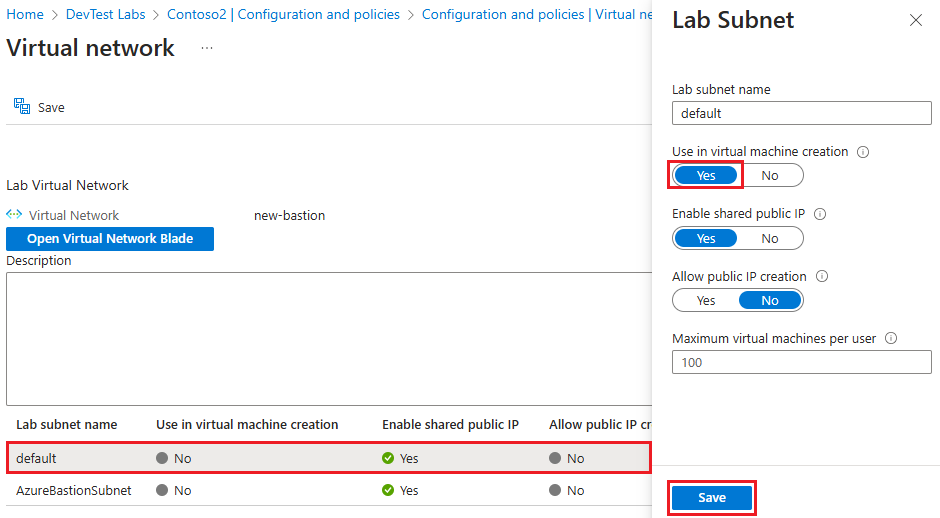 Home > DevTest Labs > Contoso2 | Configuration and policies > Configuration and policies | Virtual ne
Virtual network ...
Save
Lab Virtual Network
Virtual Network new-bastion
Open Virtual Network Blade
Description
Lab subnet name Use in virtual machine creation Enable shared public IP Allow public IP cr
default No Yes No
AzureBastionSubnet No Yes No
Lab Subnet
Lab subnet name
default
Use in virtual machine creation
Yes No
Enable shared public IP
Yes No
Allow public IP creation
Yes No
Maximum virtual machines per user
100
Save